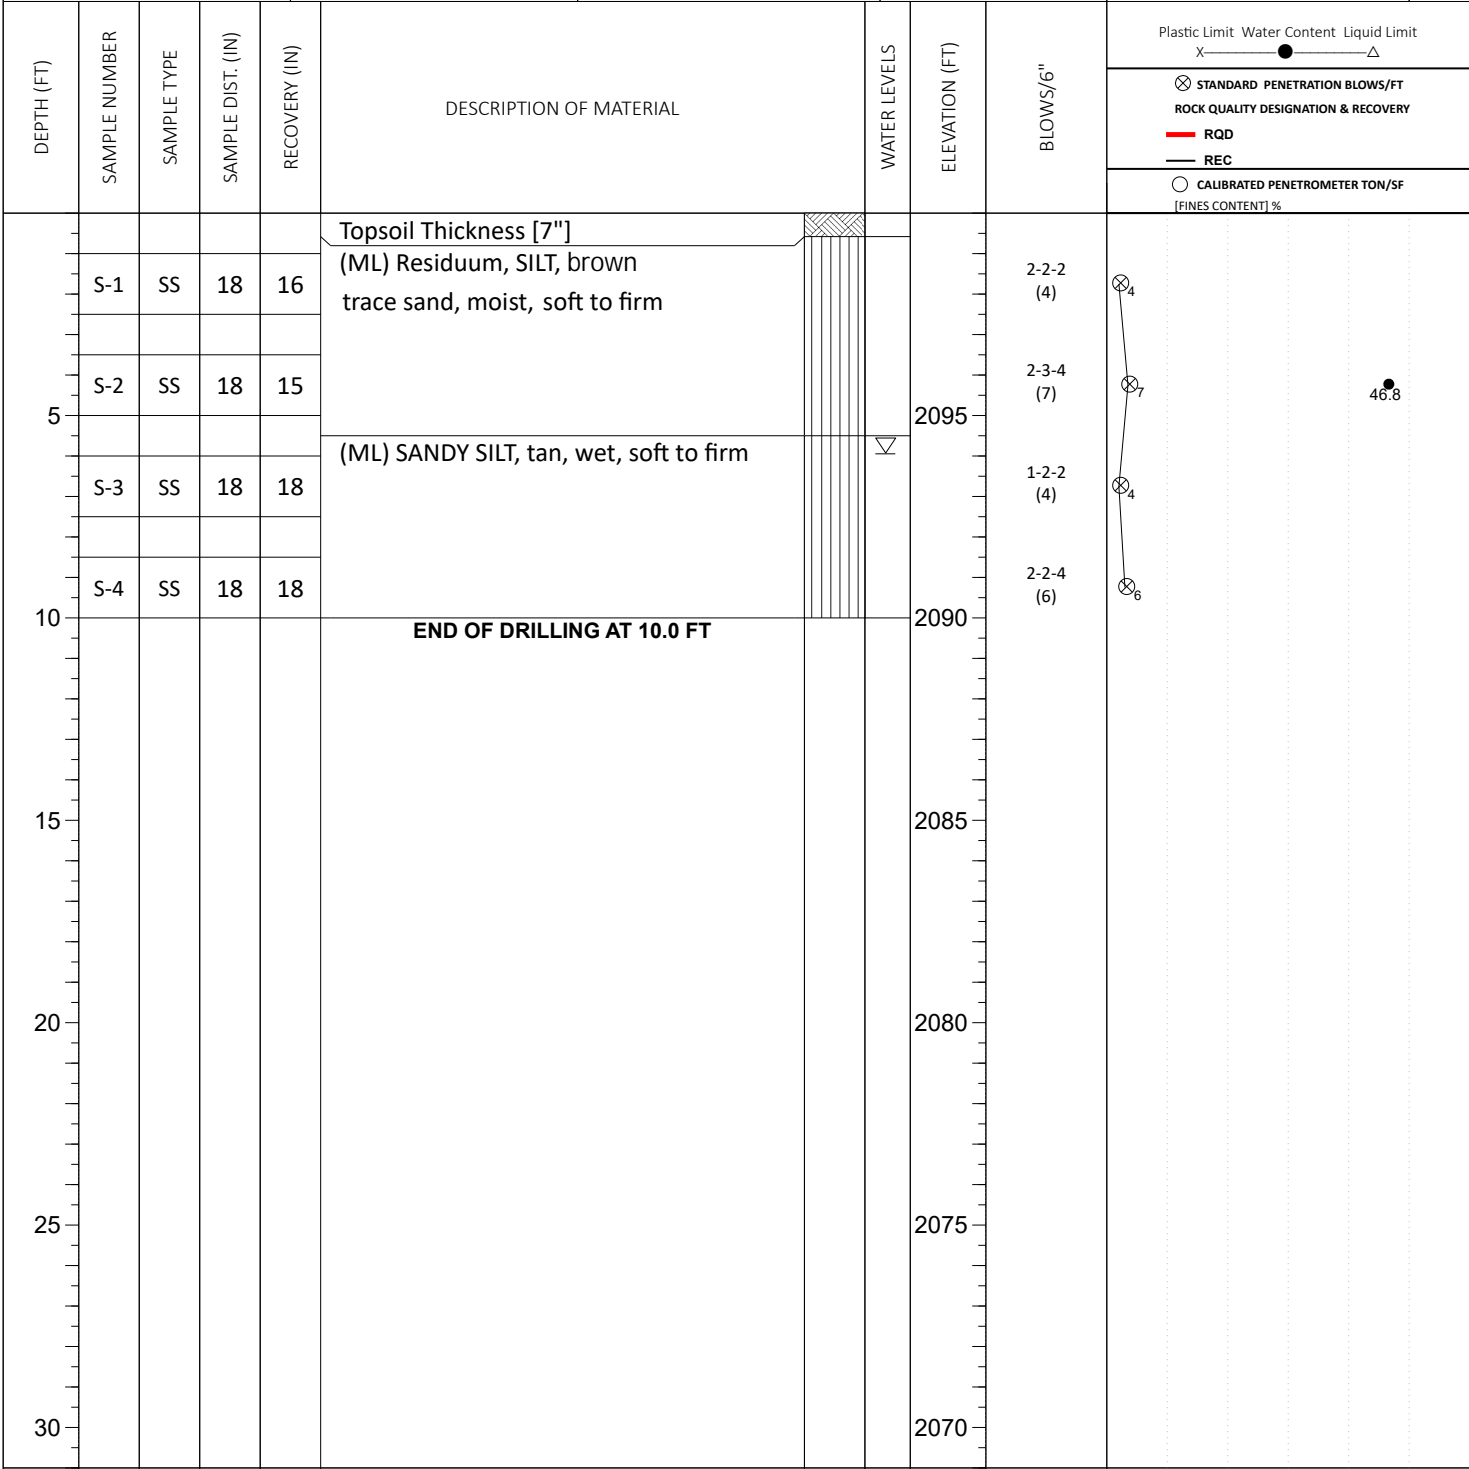 DEPTH (FT)
SAMPLE NUMBER
SAMPLE TYPE
SAMPLE DIST. (IN)
RECOVERY (IN)
DESCRIPTION OF MATERIAL
WATER LEVELS
ELEVATION (FT)
BLOWS/6"
Plastic Limit Water Content Liquid Limit
X
STANDARD PENETRATION BLOWS/FT
ROCK QUALITY DESIGNATION & RECOVERY
RQD
REC
CALIBRATED PENETROMETER TON/SF
[FINES CONTENT] %
Topsoil Thickness [7"]
(ML) Residuum, SILT, brown
trace sand, moist, soft to firm
S-1 SS 18 16
2-2-2
(4)
4
S-2 SS 18 15
2-3-4
(7)
7
46.8
5
2095
(ML) SANDY SILT, tan, wet, soft to firm
S-3 SS 18 18
1-2-2
(4)
4
S-4 SS 18 18
2-2-4
(6)
6
10
2090
END OF DRILLING AT 10.0 FT
15
2085
20
2080
25
2075
30
2070